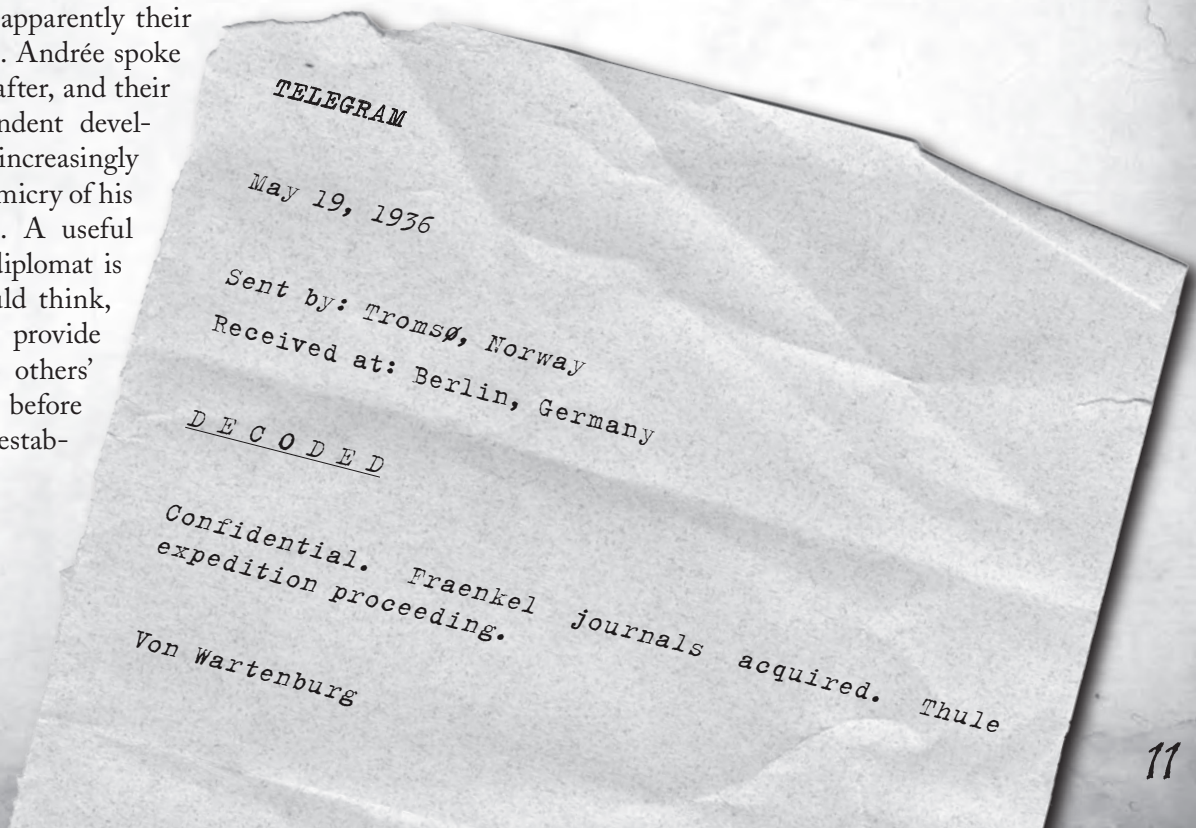 apparently their
. Andrée spoke
after, and their
ndent devel-
increasingly
micry of his
. A useful
diplomat is
uld think,
provide
others'
before
estab-
TELEGRAM
May 19, 1936
Sent by: Tromsø, Norway
Received at: Berlin, Germany
D E C O D E D
Confidential. Fraenkel journals acquired. Thule
expedition proceeding.
Von Wartenburg
11